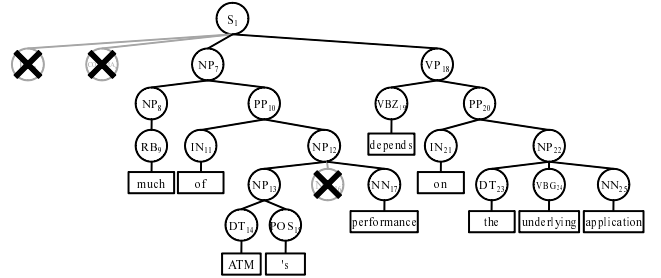 S1
NP7 VP18
NP8 PP10 VBZ19 PP20
RB9 IN11 NP12 depends IN21 NP22
much of NP13 NN17 on DT23 VBG24 NN25
DT14 POS15 performance the underlying application
ATM 's